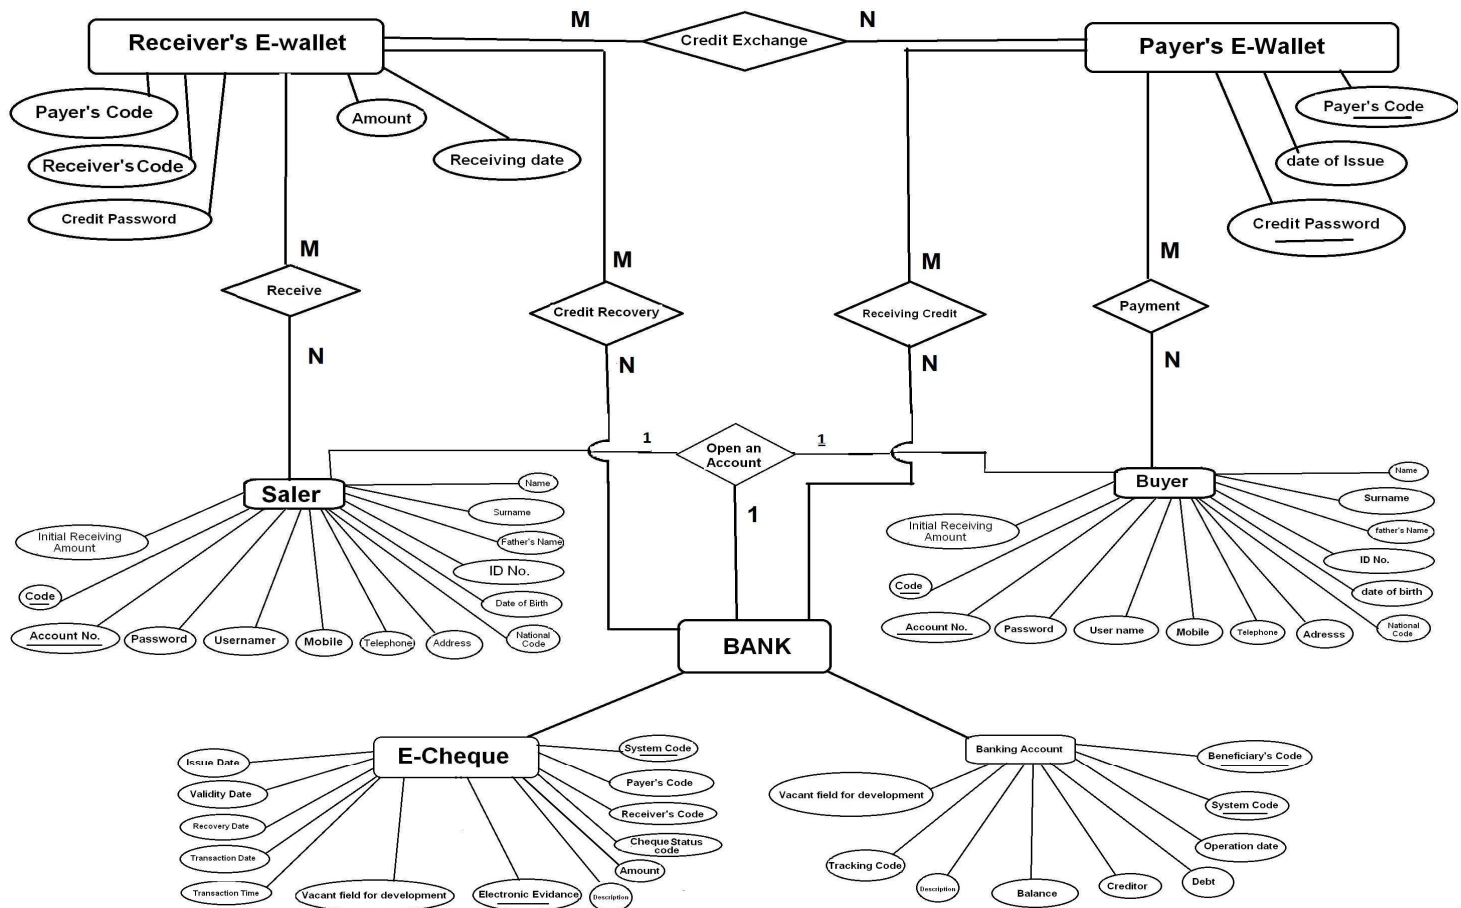 M
N
Receiver's E-wallet
Credit Exchange
Payer's E-Wallet
Payer's Code
Amount
Payer's Code
Receiver's Code
Receiving date
date of Issue
Credit Password
Credit Password
M
M
M
M
Receive
Credit Recovery
Receiving Credit
Payment
N
N
N
N
1
Open an
Account
1
1
Saler
Name
Surname
Father's Name
ID No.
Date of Birth
National
Code
Initial Receiving
Amount
Code
Account No.
Password
Usernamer
Mobile
Telephone
Address
Buyer
Name
Surname
father's Name
ID No.
date of birth
National
Code
Initial Receiving
Amount
Code
Account No.
Password
User name
Mobile
Telephone
Adresss
BANK
E-Cheque
Issue Date
Validity Date
Recovery Date
Transaction Date
Transaction Time
Vacant field for development
Electronic Evidance
Description
System Code
Payer's Code
Receiver's Code
Cheque Status
code
Amount
Banking Account
Vacant field for development
Tracking Code
Description
Balance
Creditor
Debt
Beneficiary's Code
System Code
Operation date